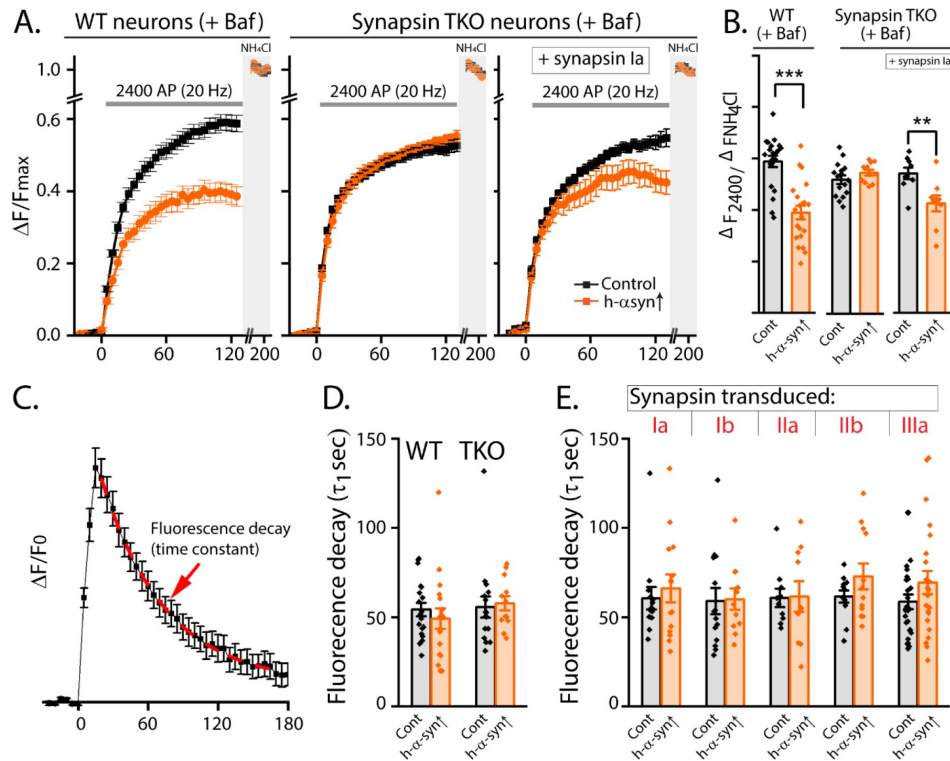 A.
WT neurons (+ Baf)
Synapsin TKO neurons (+ Baf)
NH4Cl
NH4Cl
NH4Cl
+ synapsin Ia
2400 AP (20 Hz)
2400 AP (20 Hz)
2400 AP (20 Hz)
ΔF/Fmax
1.0
0.6
0.4
0.2
0.0
Control
h-αsyn↑
0 60 120 200
0 60 120 200
0 60 120 200
B.
WT
(+ Baf)
Synapsin TKO
(+ Baf)
+ synapsin Ia
***
**
ΔF2400/ΔFNH4Cl
Cont
h-α-syn↑
Cont
h-α-syn↑
Cont
h-α-syn↑
C.
ΔF/F0
Fluorescence decay
(time constant)
0 60 120 180
D.
Fluorescence decay (τ1 sec)
150
100
50
0
WT TKO
Cont
h-α-syn↑
Cont
h-α-syn↑
E.
Synapsin transduced:
Ia Ib IIa IIb IIIa
Fluorescence decay (τ1 sec)
150
100
50
0
Cont
h-α-syn↑
Cont
h-α-syn↑
Cont
h-α-syn↑
Cont
h-α-syn↑
Cont
h-α-syn↑